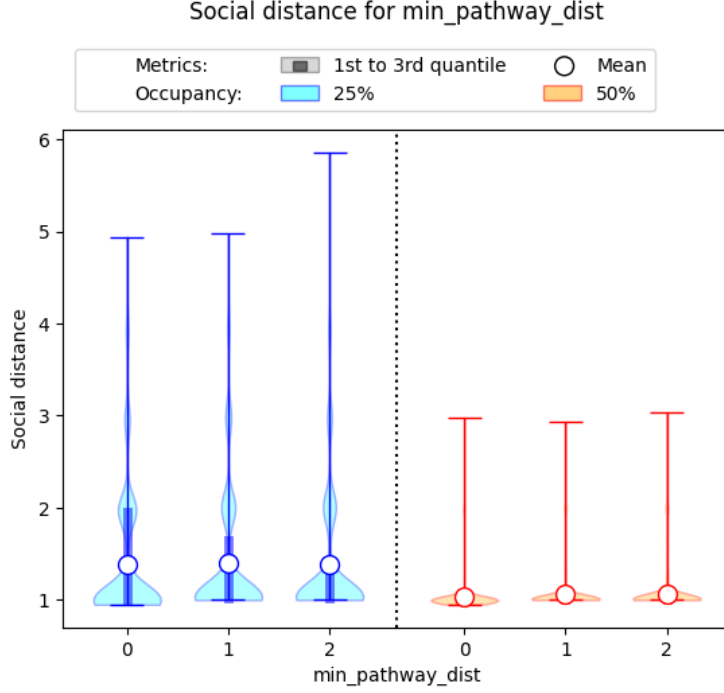 Social distance for min_pathway_dist
Metrics: 1st to 3rd quantile Mean
Occupancy: 25% 50%
6
5
4
3
2
1
Social distance
0 1 2 0 1 2
min_pathway_dist